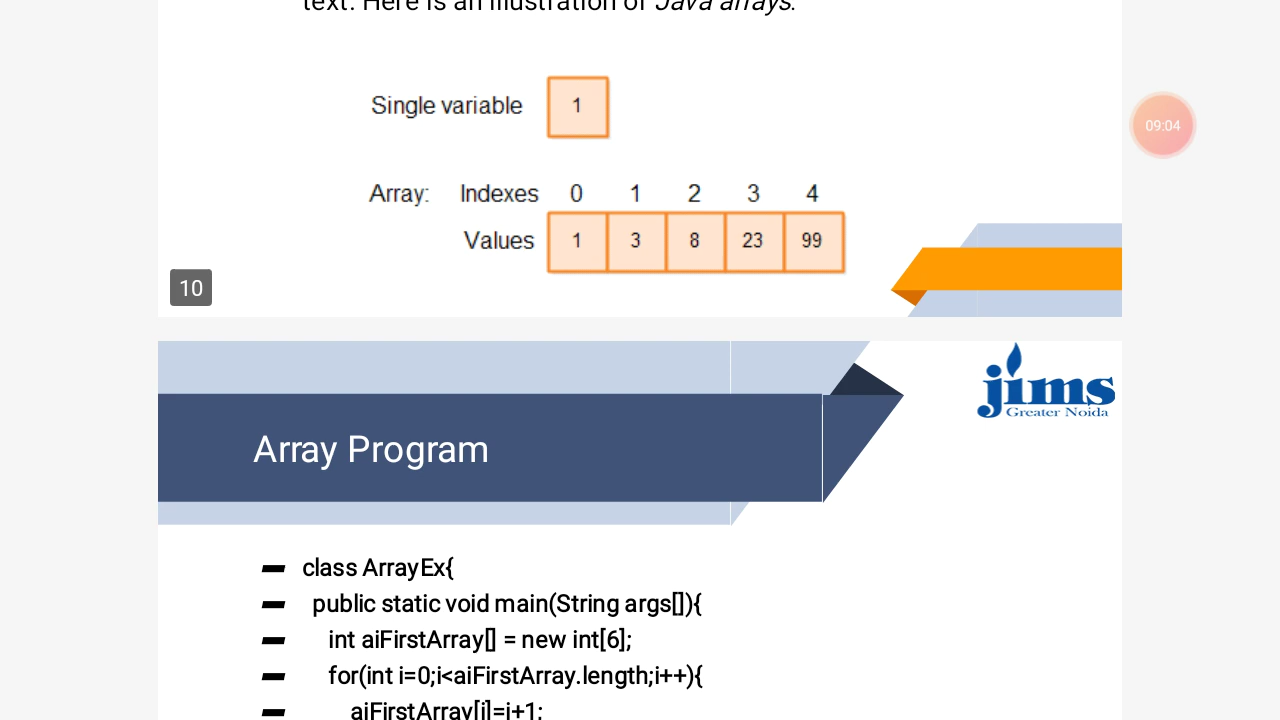 text. Here is an illustration of Java arrays.
Single variable 1
09:04
Array: Indexes 0 1 2 3 4
Values 1 3 8 23 99
10
jims
Greater Noida
Array Program
class ArrayEx{
public static void main(String args[]){
int aiFirstArray[] = new int[6];
for(int i=0;i<aiFirstArray.length;i++){
aiFirstArray[i]=i+1;